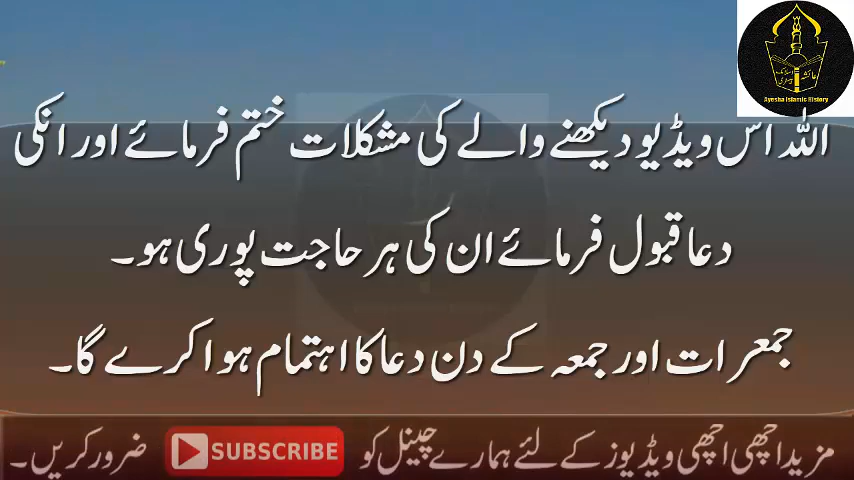 Ayesha Islamic History
اللہ اس ویڈیو دیکھنے والے کی مشکلات ختم فرمائے اور انکی
دعا قبول فرمائے ان کی ہر حاجت پوری ہو۔
جمعرات اور جمعہ کے دن دعا کا اہتمام ہوا کرے گا۔
مزید اچھی اچھی ویڈیوز کے لئے ہمارے چینل کو SUBSCRIBE ضرور کریں۔